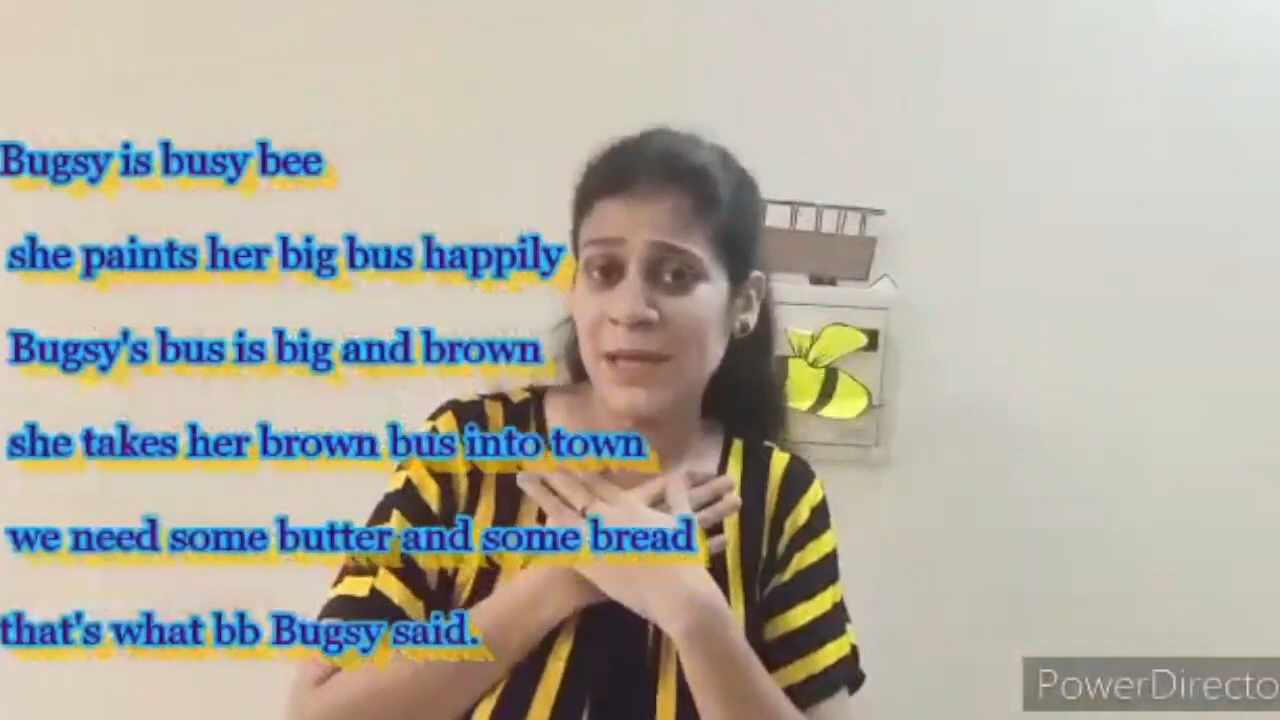 Bugsy is busy bee
she paints her big bus happily
Bugsy's bus is big and brown
she takes her brown bus into town
we need some butter and some bread
that's what bb Bugsy said.
PowerDirecto